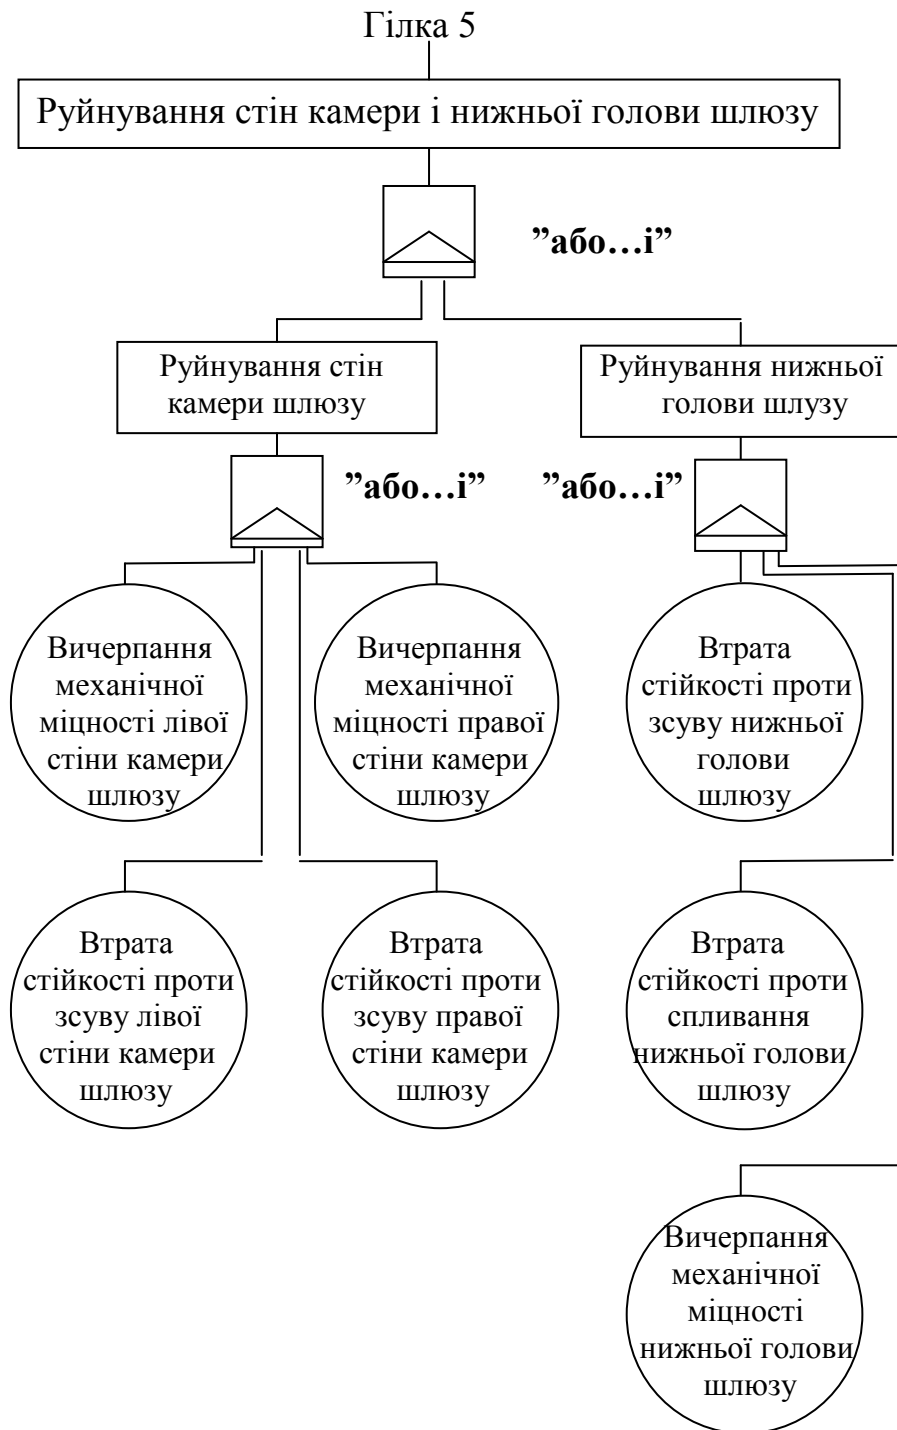 Гілка 5
Руйнування стін камери і нижньої голови шлюзу
”або…і”
Руйнування стін
камери шлюзу
Руйнування нижньої
голови шлузу
”або…і”
”або…і”
Вичерпання
механічної
міцності лівої
стіни камери
шлюзу
Вичерпання
механічної
міцності правої
стіни камери
шлюзу
Втрата
стійкості проти
зсуву нижньої
голови
шлюзу
Втрата
стійкості проти
зсуву лівої
стіни камери
шлюзу
Втрата
стійкості проти
зсуву правої
стіни камери
шлюзу
Втрата
стійкості проти
спливання
нижньої голови
шлюзу
Вичерпання
механічної
міцності
нижньої голови
шлюзу